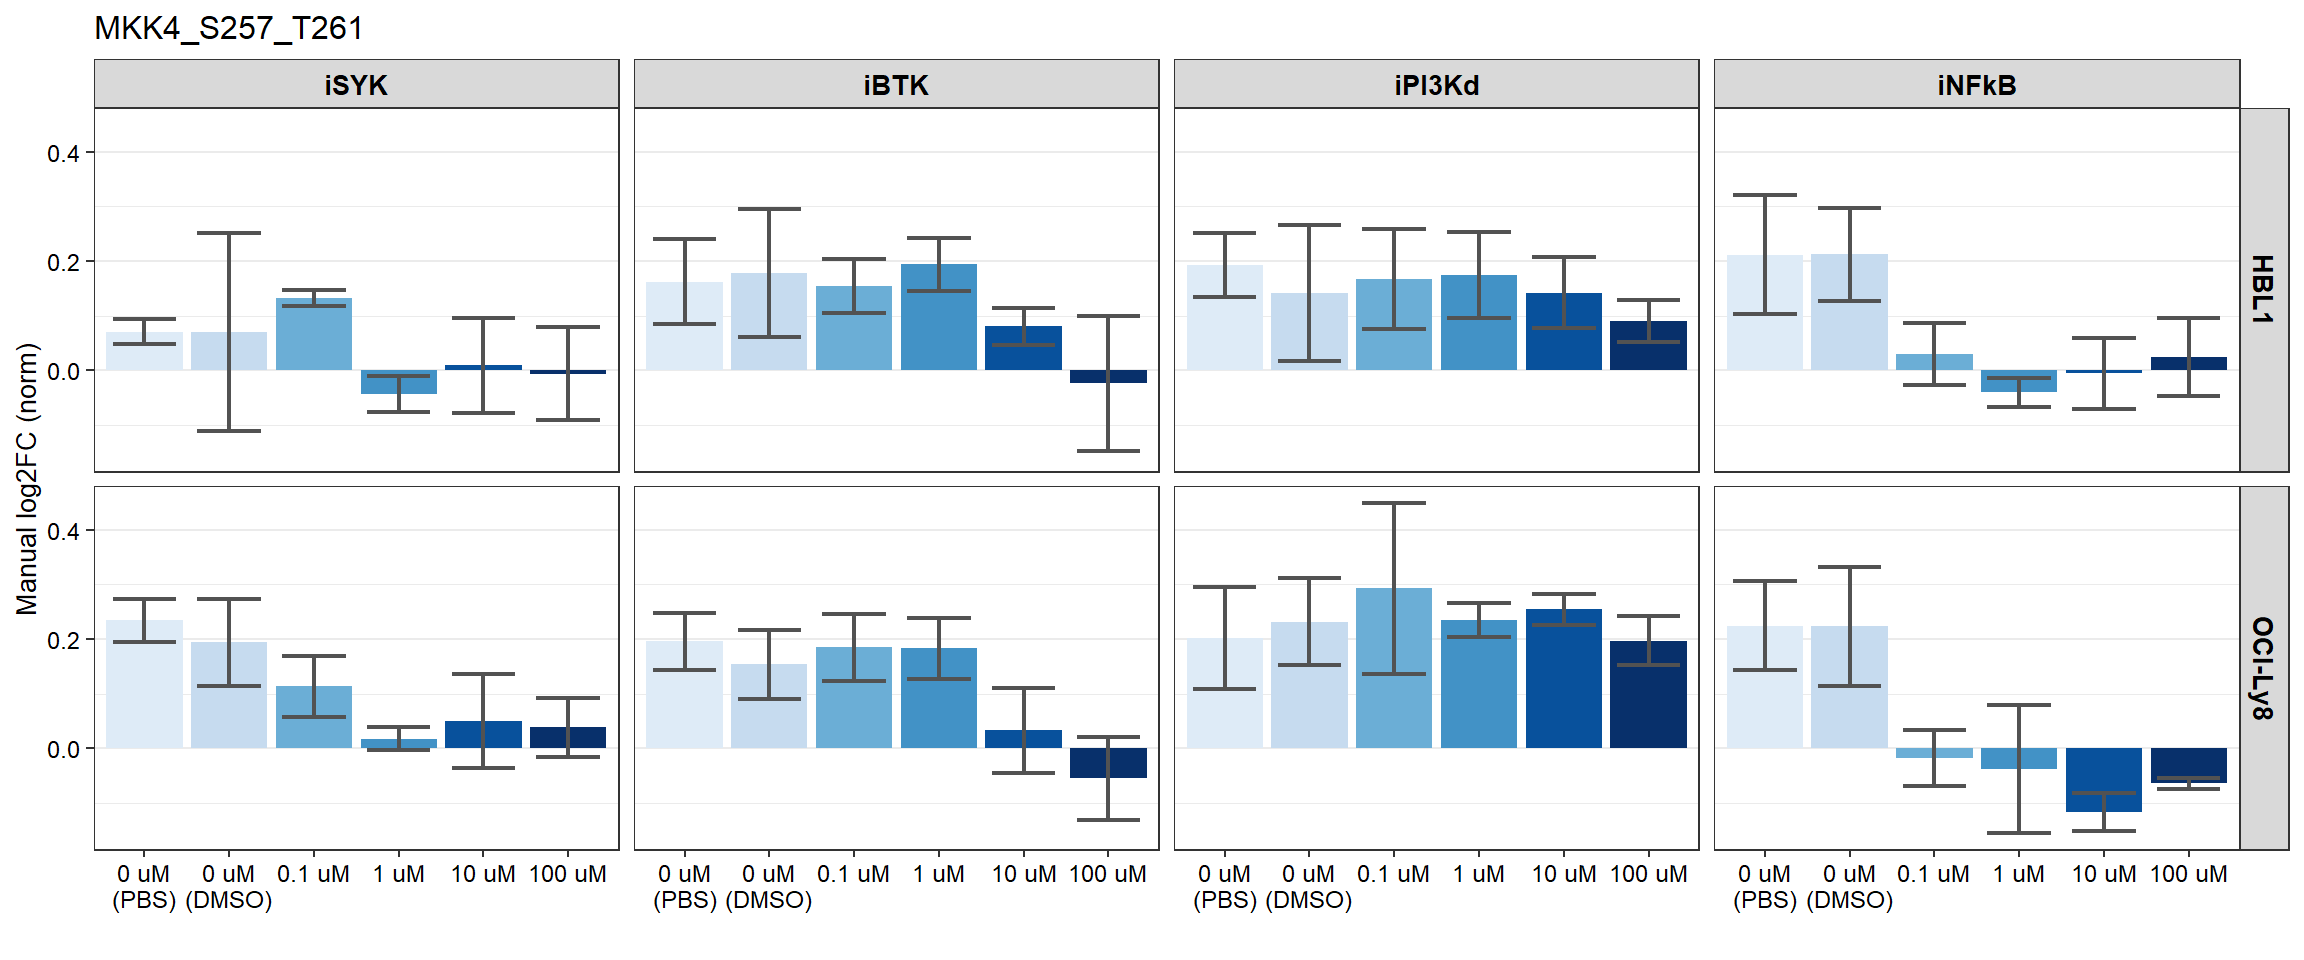 MKK4_S257_T261
iSYK
iBTK
iPI3Kd
iNFkB
Manual log2FC (norm)
0.4
0.2
0.0
HBL1
0.4
0.2
0.0
OCI-Ly8
0 uM (PBS)
0 uM (DMSO)
0.1 uM
1 uM
10 uM
100 uM
0 uM (PBS)
0 uM (DMSO)
0.1 uM
1 uM
10 uM
100 uM
0 uM (PBS)
0 uM (DMSO)
0.1 uM
1 uM
10 uM
100 uM
0 uM (PBS)
0 uM (DMSO)
0.1 uM
1 uM
10 uM
100 uM